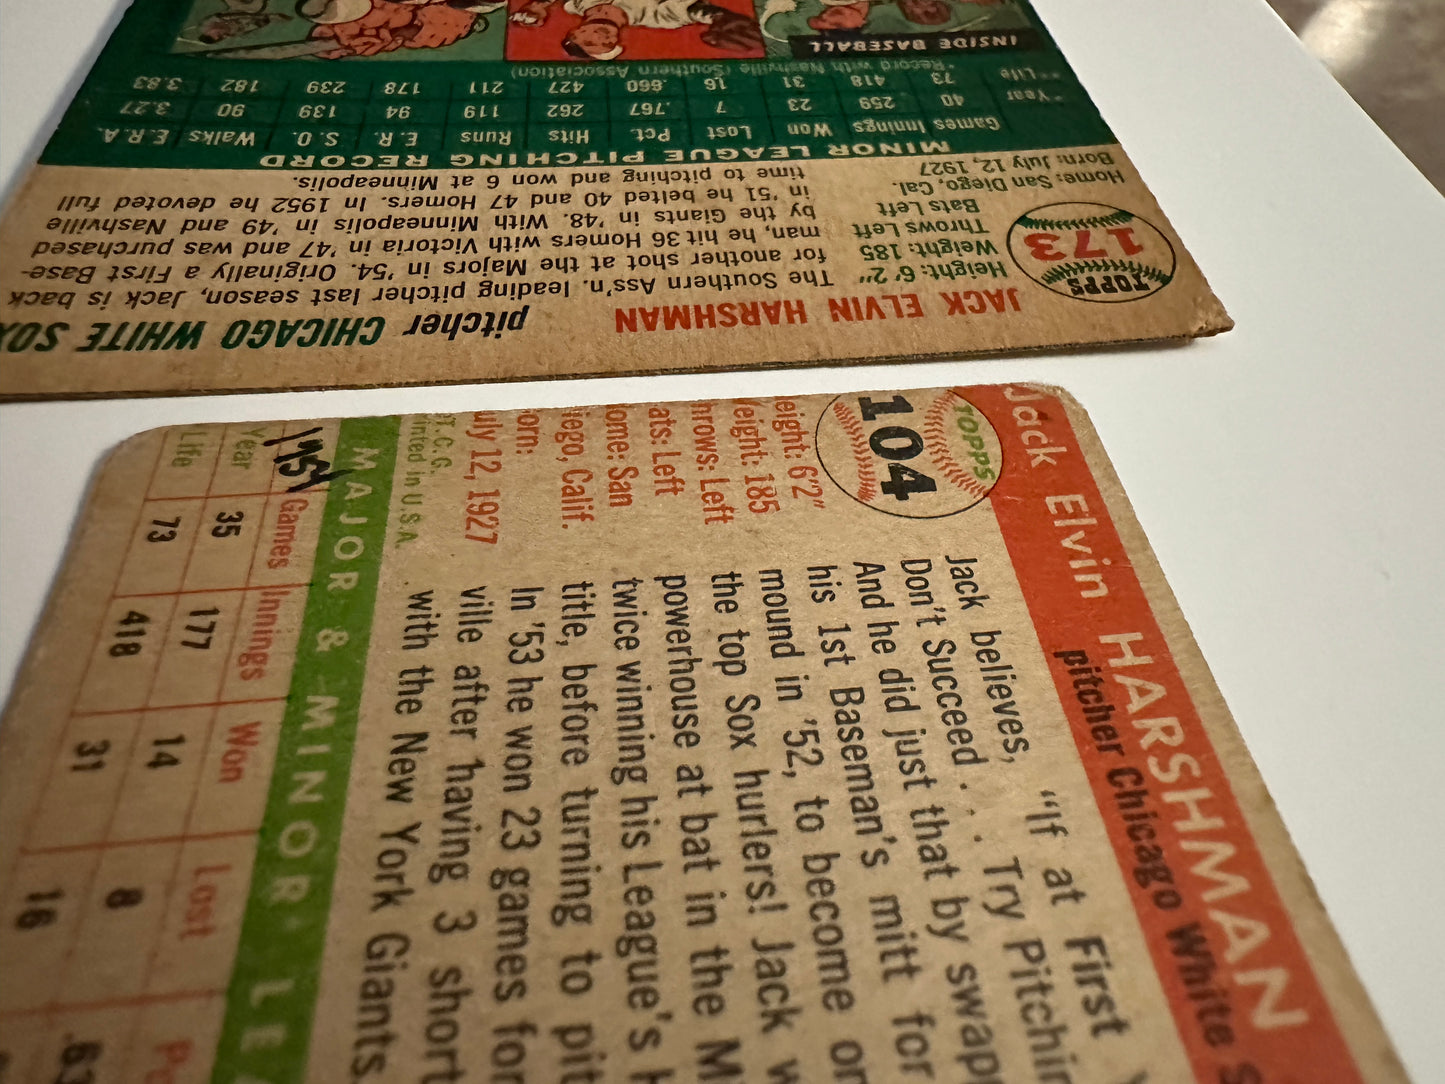 TOPPS
173
JACK ELVIN HARSHMAN
pitcher CHICAGO WHITE SOX
Height: 6'2"
Weight: 185
Throws Left
Bats Left
Home: San Diego, Cal.
Born: July 12, 1927
The Southern Ass'n. leading pitcher last season, Jack is back
for another shot at the Majors in '54. Originally a First Base-
man, he hit 36 Homers with Victoria in '47 and was purchased
by the Giants in '48. With Minneapolis in '49 and Nashville
in '51 he belted 40 and 47 Homers. In 1952 he devoted full
time to pitching and won 6 at Minneapolis.
MINOR LEAGUE PITCHING RECORD
Games Innings Won Lost Pct. Hits Runs E.R. S.O. Walks E.R.A.
"Year 40 259 23 7 .767 262 119 94 139 90 3.27
"Life 73 418 31 16 .660 427 211 178 239 182 3.83
*Record with Nashville (Southern Association)
INSIDE BASEBALL
Jack Elvin HARSHMAN
pitcher Chicago White S
TOPPS
104
eight: 6'2"
Weight: 185
hrows: Left
ats: Left
ome: San
iego, Calif.
orn:
uly 12, 1927
T.C.G.
inted in U.S.A.
Jack believes, "If at First Y
Don't Succeed . . . Try Pitchin
And he did just that by swapp
his 1st Baseman's mitt for
mound in '52, to become on
the top Sox hurlers! Jack w
powerhouse at bat in the M
twice winning his League's H
title, before turning to pit
In '53 he won 23 games for
ville after having 3 short
with the New York Giants.
MAJOR & MINOR LEA
1954
Games Innings Won Lost P
Year 35 177 14 8
Life 73 418 31 16